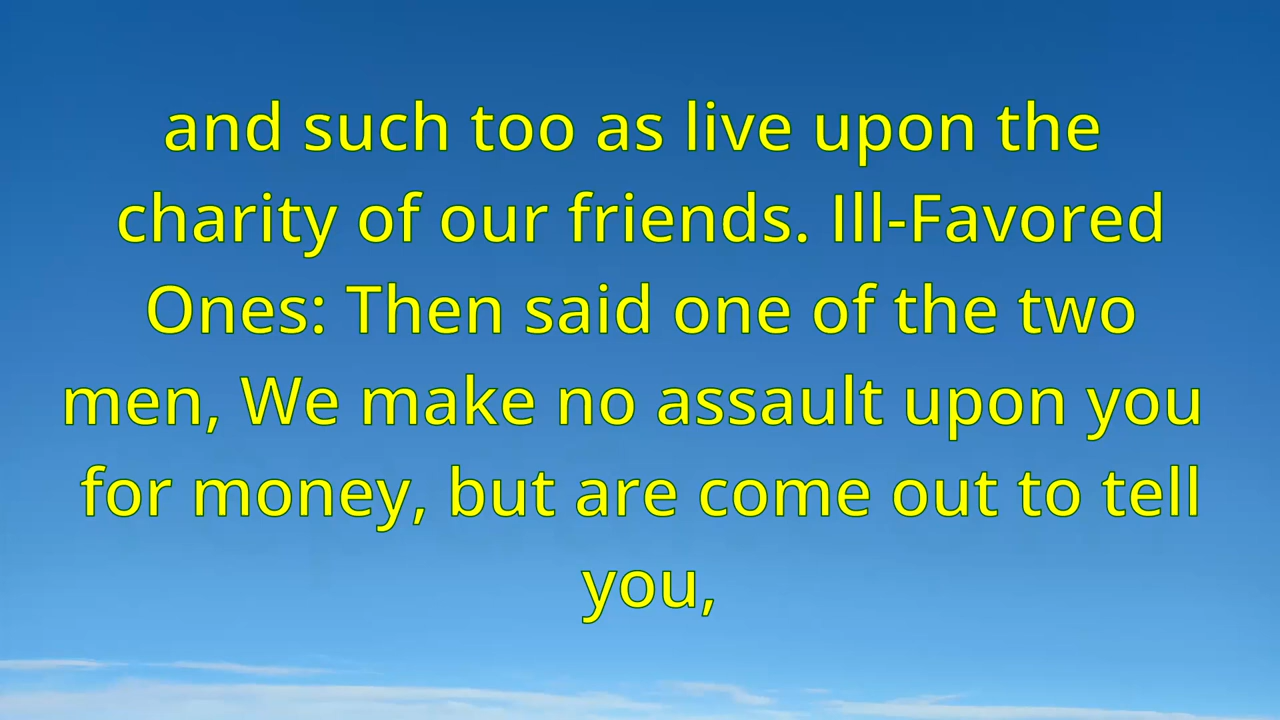 and such too as live upon the
charity of our friends. Ill-Favored
Ones: Then said one of the two
men, We make no assault upon you
for money, but are come out to tell
you,